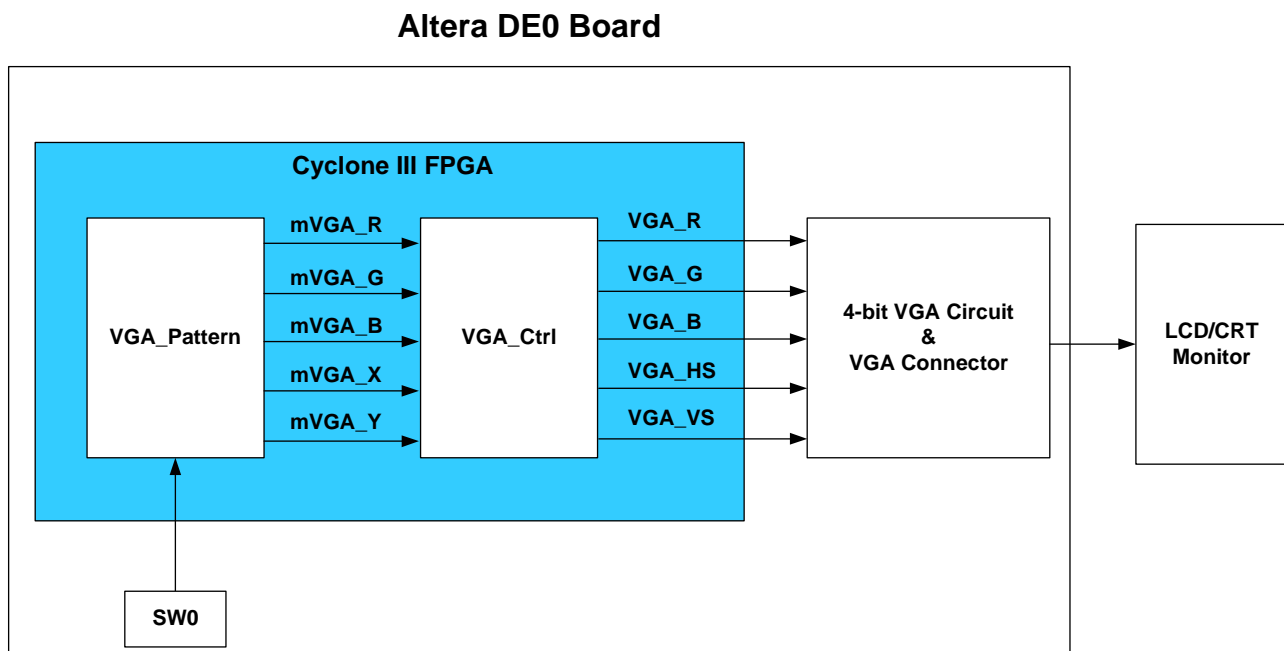 Altera DE0 Board
Cyclone III FPGA
VGA_Pattern
mVGA_R
mVGA_G
mVGA_B
mVGA_X
mVGA_Y
VGA_Ctrl
VGA_R
VGA_G
VGA_B
VGA_HS
VGA_VS
4-bit VGA Circuit
&
VGA Connector
LCD/CRT
Monitor
SW0